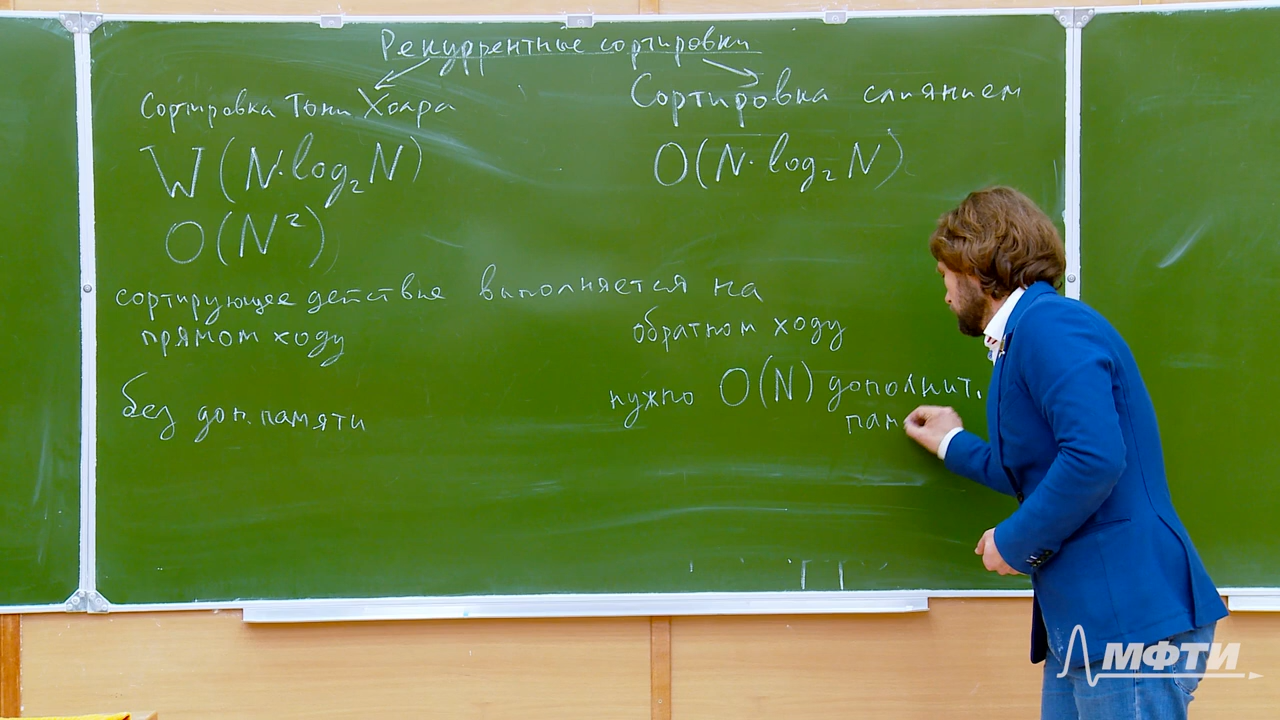 Рекуррентные сортировки
Сортировка Тони Хоара
W(N·log₂N)
O(N²)
Сортировка слиянием
O(N·log₂N)
сортирующее действие выполняется на
прямом ходу
обратном ходу
без доп. памяти
нужно O(N) дополнит.
пам
МФТИ